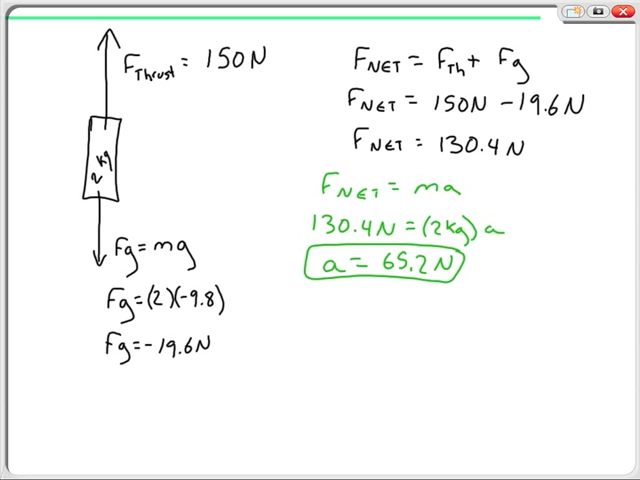 F_Thrust = 150N
2 kg
Fg = mg
Fg = (2)(-9.8)
Fg = -19.6N
F_NET = F_Th + Fg
F_NET = 150N - 19.6N
F_NET = 130.4N
F_NET = ma
130.4N = (2kg) a
a = 65.2N